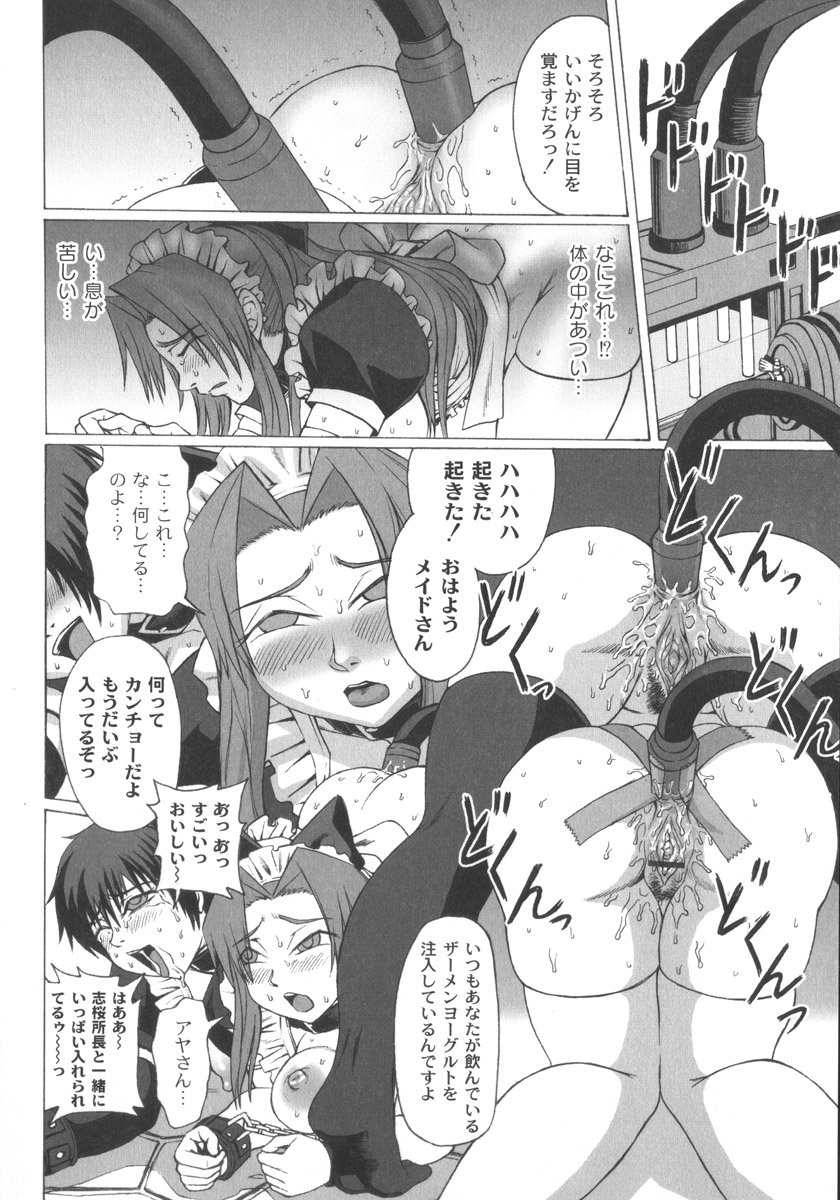 ドドドド
ドドドド
そろそろ
いいかげんに目を
覚ますだろっ！
なにこれ…!?
体の中があつい…
い…息が
苦しい…
どくんっ
どくんっ
どくんっ
どくんっ
ハハハハ
起きた
起きた！
おはよう
メイドさん
こ…これ…
な…何してる…
のよ…？
何って
カンチョーだよ
もうだいぶ
入ってるぞっ
あっあっ
すごいっ
おいしい〜
いつもあなたが飲んでいる
ザーメンヨーグルトを
注入しているんですよ
アヤさん…
はああ〜
志桜所長と一緒に
いっぱい入れられ
てるゥ〜〜っ